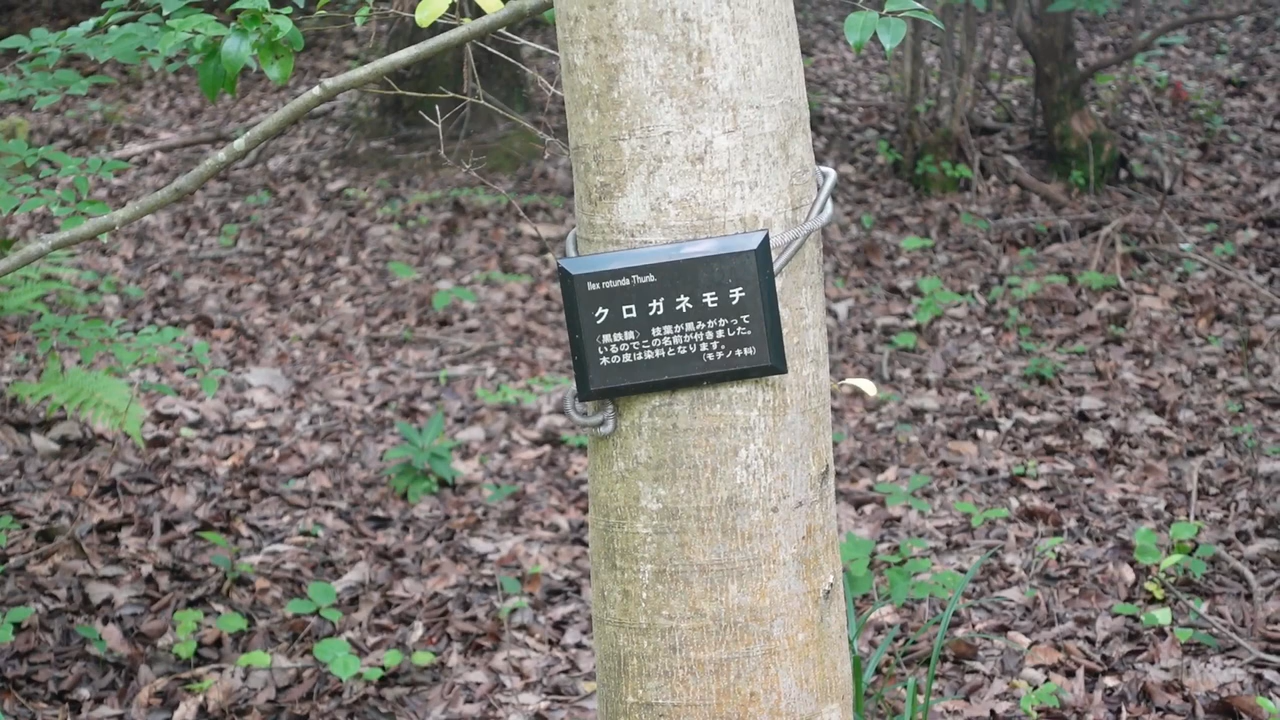 Ilex rotunda Thunb.
クロガネモチ
〈黒鉄黐〉 枝葉が黒みがかって
いるのでこの名前が付きました。
木の皮は染料となります。
(モチノキ科)